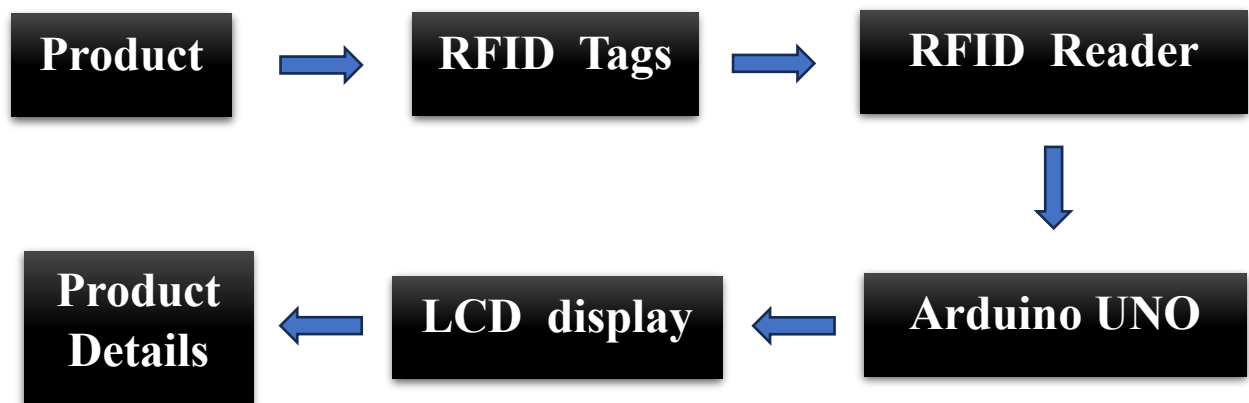 Product
RFID Tags
RFID Reader
Arduino UNO
LCD display
Product
Details